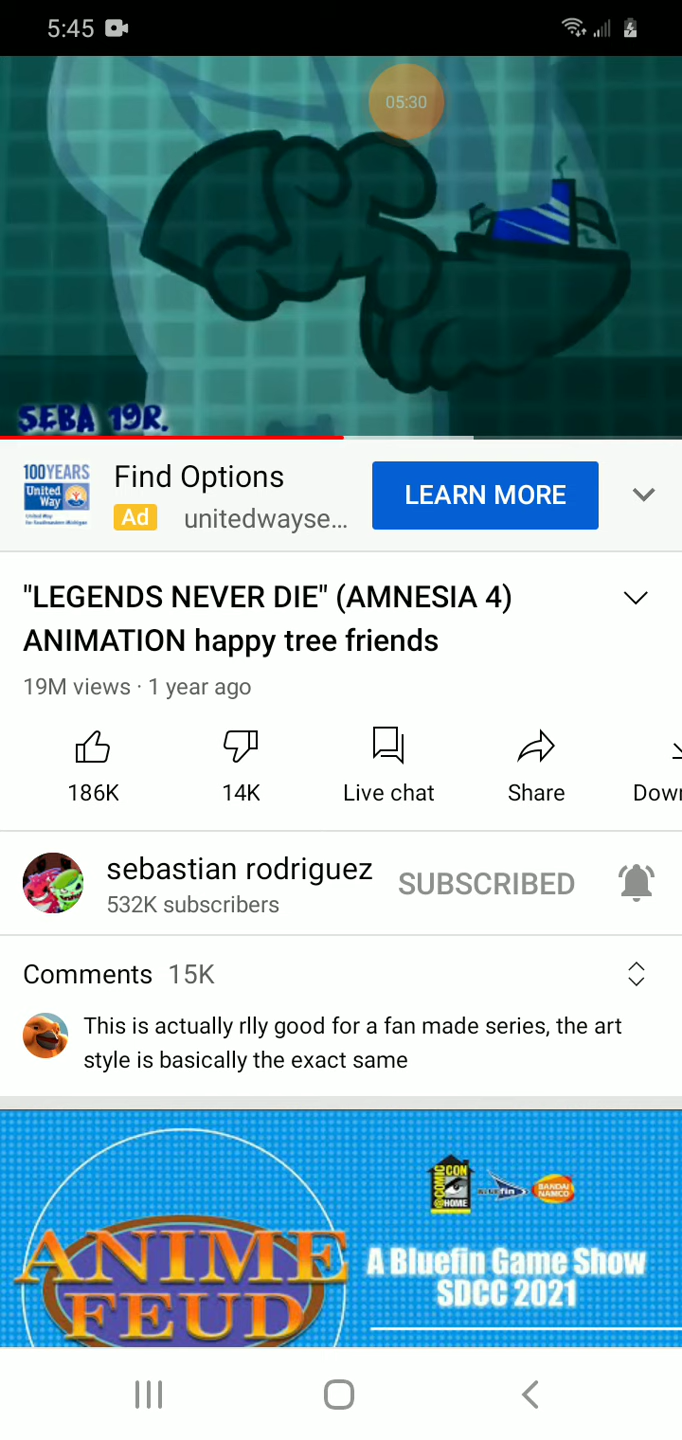 5:45
05:30
SEBA 19R.
100YEARS
United
Way
Find Options
LEARN MORE
Ad
unitedwayse...
"LEGENDS NEVER DIE" (AMNESIA 4)
ANIMATION happy tree friends
19M views · 1 year ago
186K
14K
Live chat
Share
Down
sebastian rodriguez
532K subscribers
SUBSCRIBED
Comments 15K
This is actually rlly good for a fan made series, the art
style is basically the exact same
COMIC
CON
@HOME
BANDAI
NAMCO
ANIME
FEUD
A Bluefin Game Show
SDCC 2021